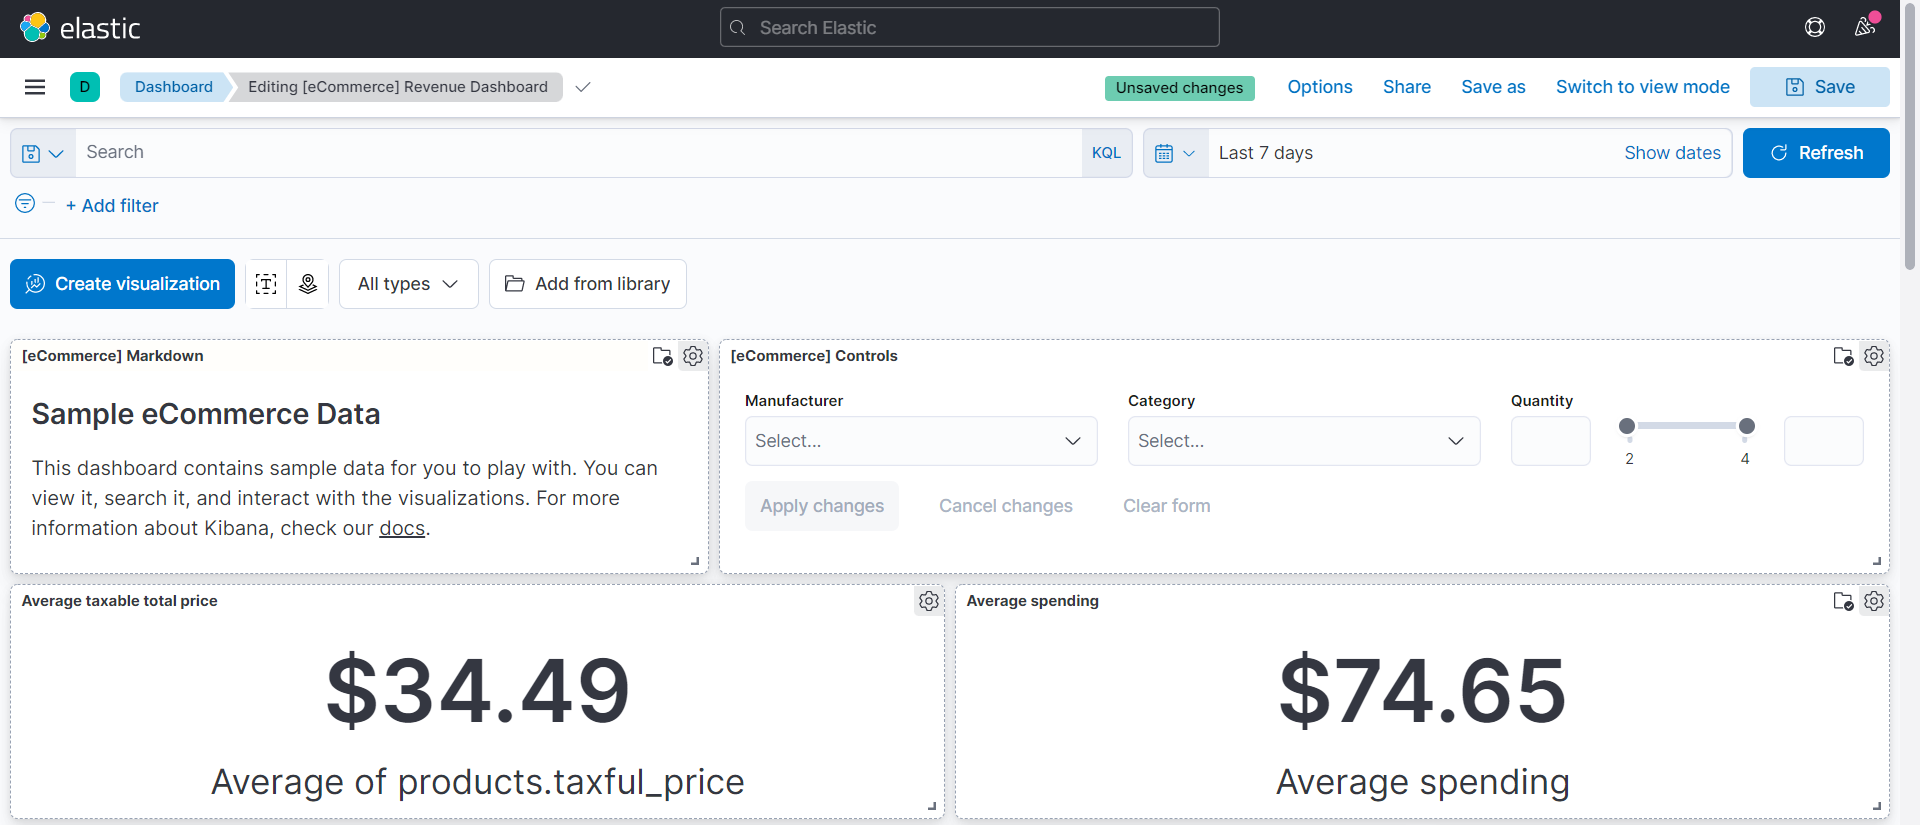 elastic
Search Elastic
D
Dashboard
Editing [eCommerce] Revenue Dashboard
Unsaved changes
Options
Share
Save as
Switch to view mode
Save
Search
KQL
Last 7 days
Show dates
Refresh
+ Add filter
Create visualization
All types
Add from library
[eCommerce] Markdown
Sample eCommerce Data
This dashboard contains sample data for you to play with. You can
view it, search it, and interact with the visualizations. For more
information about Kibana, check our docs.
[eCommerce] Controls
Manufacturer
Select...
Category
Select...
Quantity
2
4
Apply changes
Cancel changes
Clear form
Average taxable total price
$34.49
Average of products.taxful_price
Average spending
$74.65
Average spending